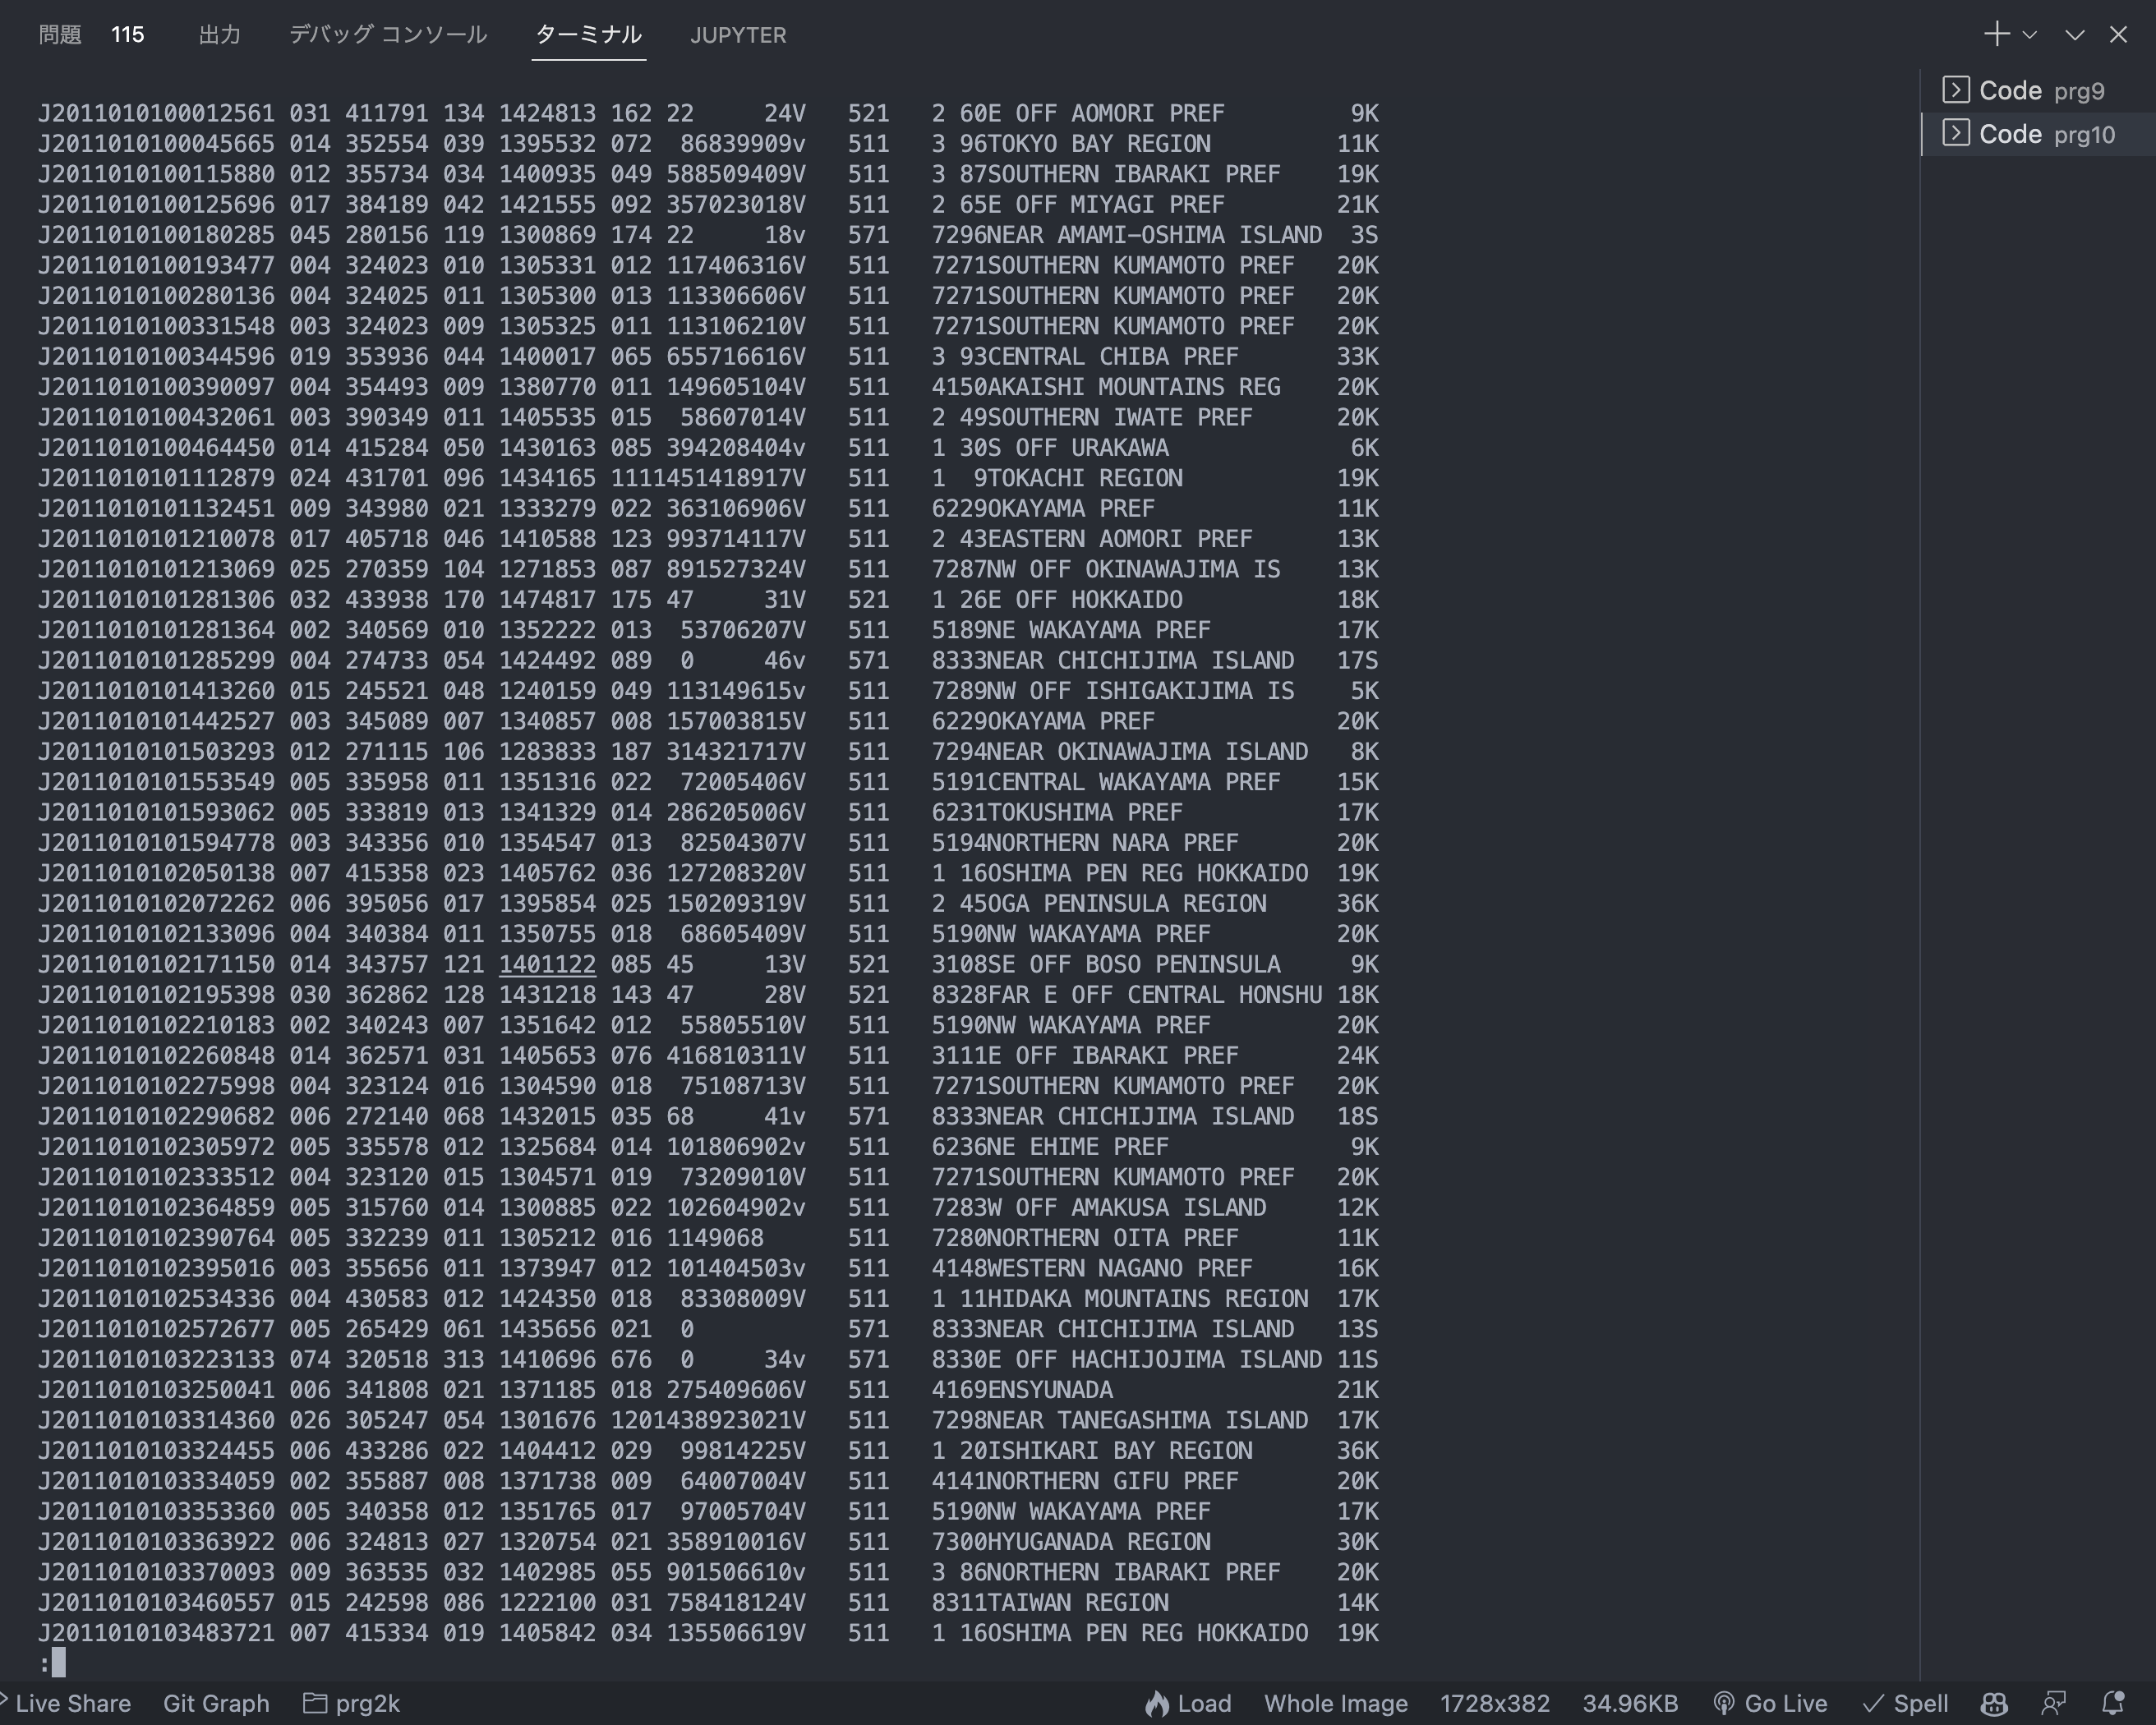 問題 115 出力 デバッグ コンソール ターミナル JUPYTER
Code prg9
Code prg10
J2011010100012561 031 411791 134 1424813 162 22     24V   521   2 60E OFF AOMORI PREF         9K
J2011010100045665 014 352554 039 1395532 072  86839909v   511   3 96TOKYO BAY REGION         11K
J2011010100115880 012 355734 034 1400935 049 588509409V   511   3 87SOUTHERN IBARAKI PREF    19K
J2011010100125696 017 384189 042 1421555 092 357023018V   511   2 65E OFF MIYAGI PREF        21K
J2011010100180285 045 280156 119 1300869 174 22     18v   571   7296NEAR AMAMI-OSHIMA ISLAND  3S
J2011010100193477 004 324023 010 1305331 012 117406316V   511   7271SOUTHERN KUMAMOTO PREF   20K
J2011010100280136 004 324025 011 1305300 013 113306606V   511   7271SOUTHERN KUMAMOTO PREF   20K
J2011010100331548 003 324023 009 1305325 011 113106210V   511   7271SOUTHERN KUMAMOTO PREF   20K
J2011010100344596 019 353936 044 1400017 065 655716616V   511   3 93CENTRAL CHIBA PREF       33K
J2011010100390097 004 354493 009 1380770 011 149605104V   511   4150AKAISHI MOUNTAINS REG    20K
J2011010100432061 003 390349 011 1405535 015  58607014V   511   2 49SOUTHERN IWATE PREF      20K
J2011010100464450 014 415284 050 1430163 085 394208404v   511   1 30S OFF URAKAWA             6K
J2011010101112879 024 431701 096 1434165 1111451418917V   511   1  9TOKACHI REGION           19K
J2011010101132451 009 343980 021 1333279 022 363106906V   511   6229OKAYAMA PREF             11K
J2011010101210078 017 405718 046 1410588 123 993714117V   511   2 43EASTERN AOMORI PREF      13K
J2011010101213069 025 270359 104 1271853 087 891527324V   511   7287NW OFF OKINAWAJIMA IS    13K
J2011010101281306 032 433938 170 1474817 175 47     31V   521   1 26E OFF HOKKAIDO           18K
J2011010101281364 002 340569 010 1352222 013  53706207V   511   5189NE WAKAYAMA PREF         17K
J2011010101285299 004 274733 054 1424492 089  0     46v   571   8333NEAR CHICHIJIMA ISLAND   17S
J2011010101413260 015 245521 048 1240159 049 113149615v   511   7289NW OFF ISHIGAKIJIMA IS    5K
J2011010101442527 003 345089 007 1340857 008 157003815V   511   6229OKAYAMA PREF             20K
J2011010101503293 012 271115 106 1283833 187 314321717V   511   7294NEAR OKINAWAJIMA ISLAND   8K
J2011010101553549 005 335958 011 1351316 022  72005406V   511   5191CENTRAL WAKAYAMA PREF    15K
J2011010101593062 005 333819 013 1341329 014 286205006V   511   6231TOKUSHIMA PREF           17K
J2011010101594778 003 343356 010 1354547 013  82504307V   511   5194NORTHERN NARA PREF       20K
J2011010102050138 007 415358 023 1405762 036 127208320V   511   1 16OSHIMA PEN REG HOKKAIDO  19K
J2011010102072262 006 395056 017 1395854 025 150209319V   511   2 45OGA PENINSULA REGION     36K
J2011010102133096 004 340384 011 1350755 018  68605409V   511   5190NW WAKAYAMA PREF         20K
J2011010102171150 014 343757 121 1401122 085 45     13V   521   3108SE OFF BOSO PENINSULA     9K
J2011010102195398 030 362862 128 1431218 143 47     28V   521   8328FAR E OFF CENTRAL HONSHU 18K
J2011010102210183 002 340243 007 1351642 012  55805510V   511   5190NW WAKAYAMA PREF         20K
J2011010102260848 014 362571 031 1405653 076 416810311V   511   3111E OFF IBARAKI PREF       24K
J2011010102275998 004 323124 016 1304590 018  75108713V   511   7271SOUTHERN KUMAMOTO PREF   20K
J2011010102290682 006 272140 068 1432015 035 68     41v   571   8333NEAR CHICHIJIMA ISLAND   18S
J2011010102305972 005 335578 012 1325684 014 101806902v   511   6236NE EHIME PREF             9K
J2011010102333512 004 323120 015 1304571 019  73209010V   511   7271SOUTHERN KUMAMOTO PREF   20K
J2011010102364859 005 315760 014 1300885 022 102604902v   511   7283W OFF AMAKUSA ISLAND     12K
J2011010102390764 005 332239 011 1305212 016 1149068      511   7280NORTHERN OITA PREF       11K
J2011010102395016 003 355656 011 1373947 012 101404503v   511   4148WESTERN NAGANO PREF      16K
J2011010102534336 004 430583 012 1424350 018  83308009V   511   1 11HIDAKA MOUNTAINS REGION  17K
J2011010102572677 005 265429 061 1435656 021  0           571   8333NEAR CHICHIJIMA ISLAND   13S
J2011010103223133 074 320518 313 1410696 676  0     34v   571   8330E OFF HACHIJOJIMA ISLAND 11S
J2011010103250041 006 341808 021 1371185 018 275409606V   511   4169ENSYUNADA                21K
J2011010103314360 026 305247 054 1301676 1201438923021V   511   7298NEAR TANEGASHIMA ISLAND  17K
J2011010103324455 006 433286 022 1404412 029  99814225V   511   1 20ISHIKARI BAY REGION      36K
J2011010103334059 002 355887 008 1371738 009  64007004V   511   4141NORTHERN GIFU PREF       20K
J2011010103353360 005 340358 012 1351765 017  97005704V   511   5190NW WAKAYAMA PREF         17K
J2011010103363922 006 324813 027 1320754 021 358910016V   511   7300HYUGANADA REGION         30K
J2011010103370093 009 363535 032 1402985 055 901506610v   511   3 86NORTHERN IBARAKI PREF    20K
J2011010103460557 015 242598 086 1222100 031 758418124V   511   8311TAIWAN REGION            14K
J2011010103483721 007 415334 019 1405842 034 135506619V   511   1 16OSHIMA PEN REG HOKKAIDO  19K
:
Live Share Git Graph prg2k Load Whole Image 1728x382 34.96KB Go Live Spell